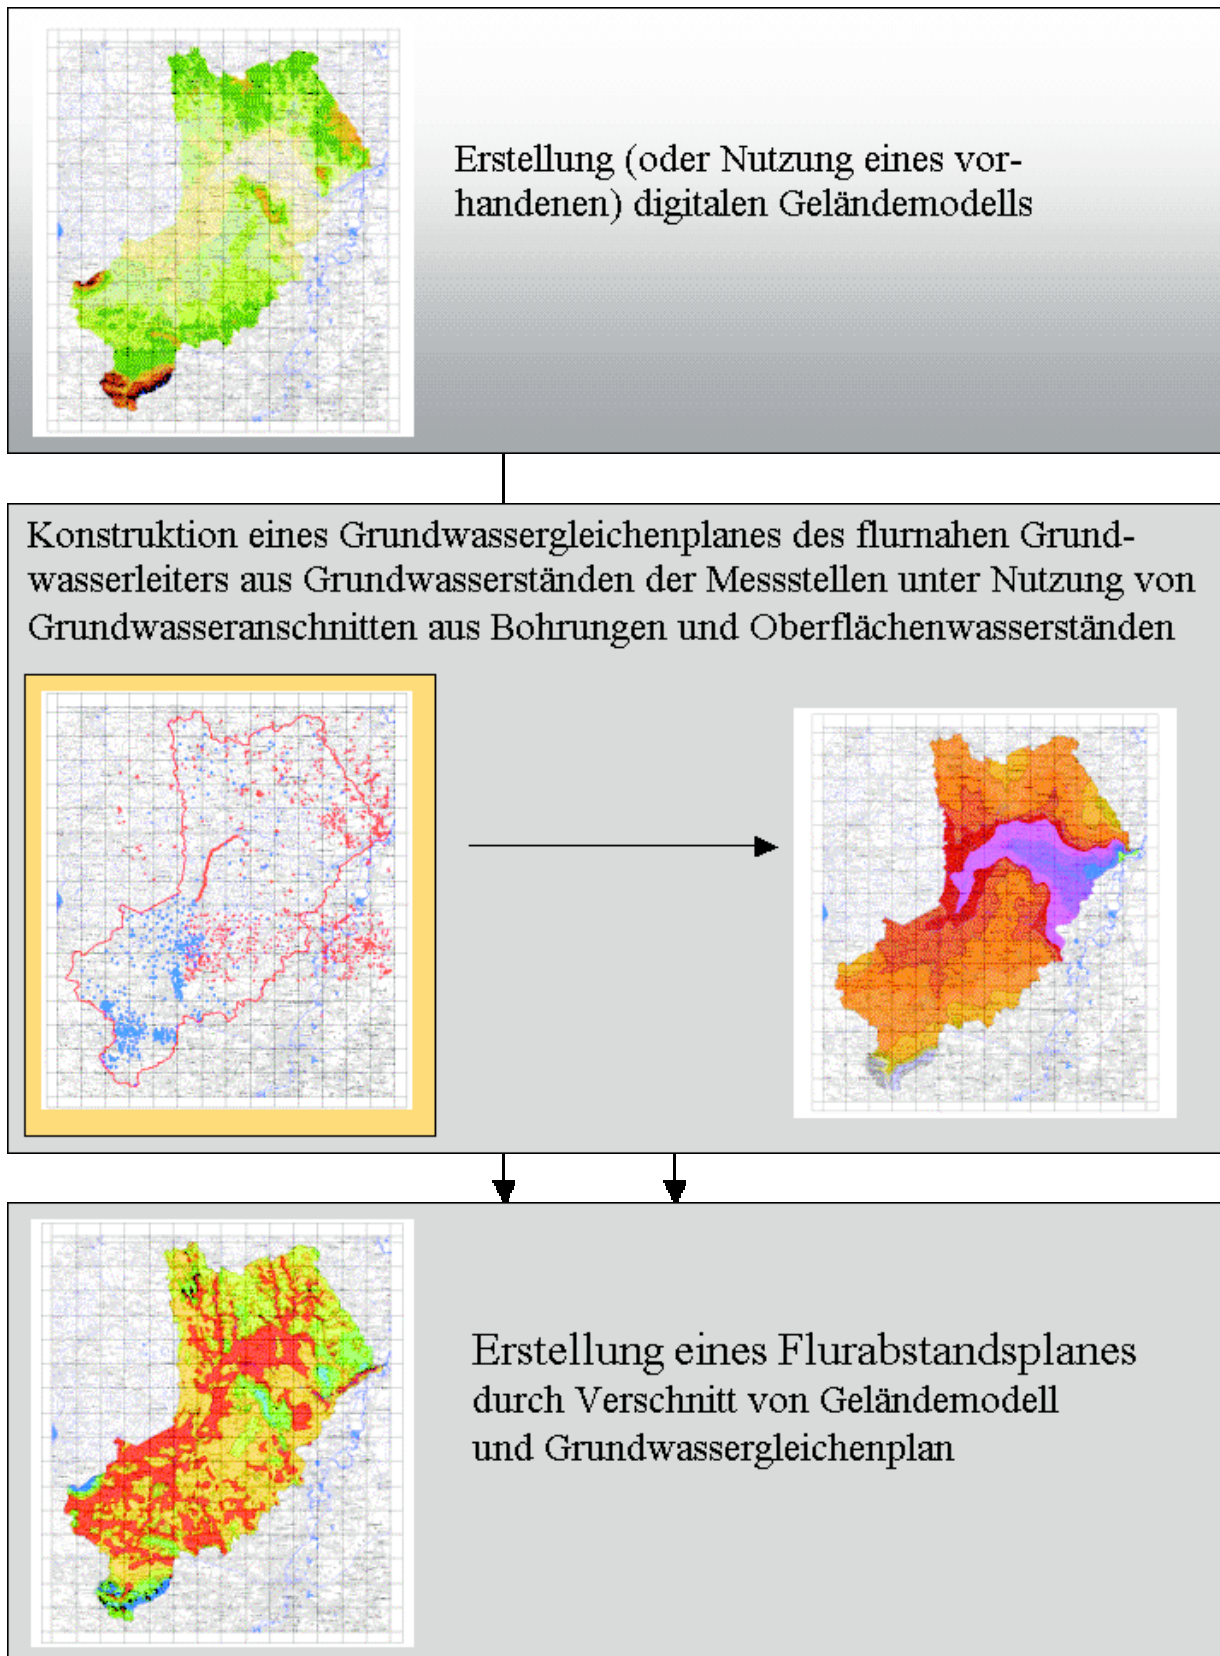 Erstellung (oder Nutzung eines vor-
handenen) digitalen Geländemodells
Konstruktion eines Grundwassergleichenplanes des flurnahen Grund-
wasserleiters aus Grundwasserständen der Messstellen unter Nutzung von
Grundwasseranschnitten aus Bohrungen und Oberflächenwasserständen
Erstellung eines Flurabstandsplanes
durch Verschnitt von Geländemodell
und Grundwassergleichenplan